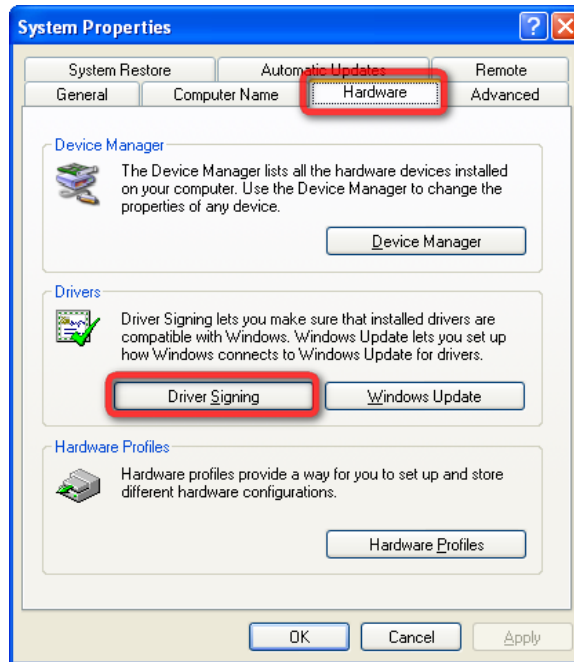 System Properties
System Restore Automatic Updates Remote
General Computer Name Hardware Advanced
Device Manager
The Device Manager lists all the hardware devices installed
on your computer. Use the Device Manager to change the
properties of any device.
Device Manager
Drivers
Driver Signing lets you make sure that installed drivers are
compatible with Windows. Windows Update lets you set up
how Windows connects to Windows Update for drivers.
Driver Signing Windows Update
Hardware Profiles
Hardware profiles provide a way for you to set up and store
different hardware configurations.
Hardware Profiles
OK Cancel Apply